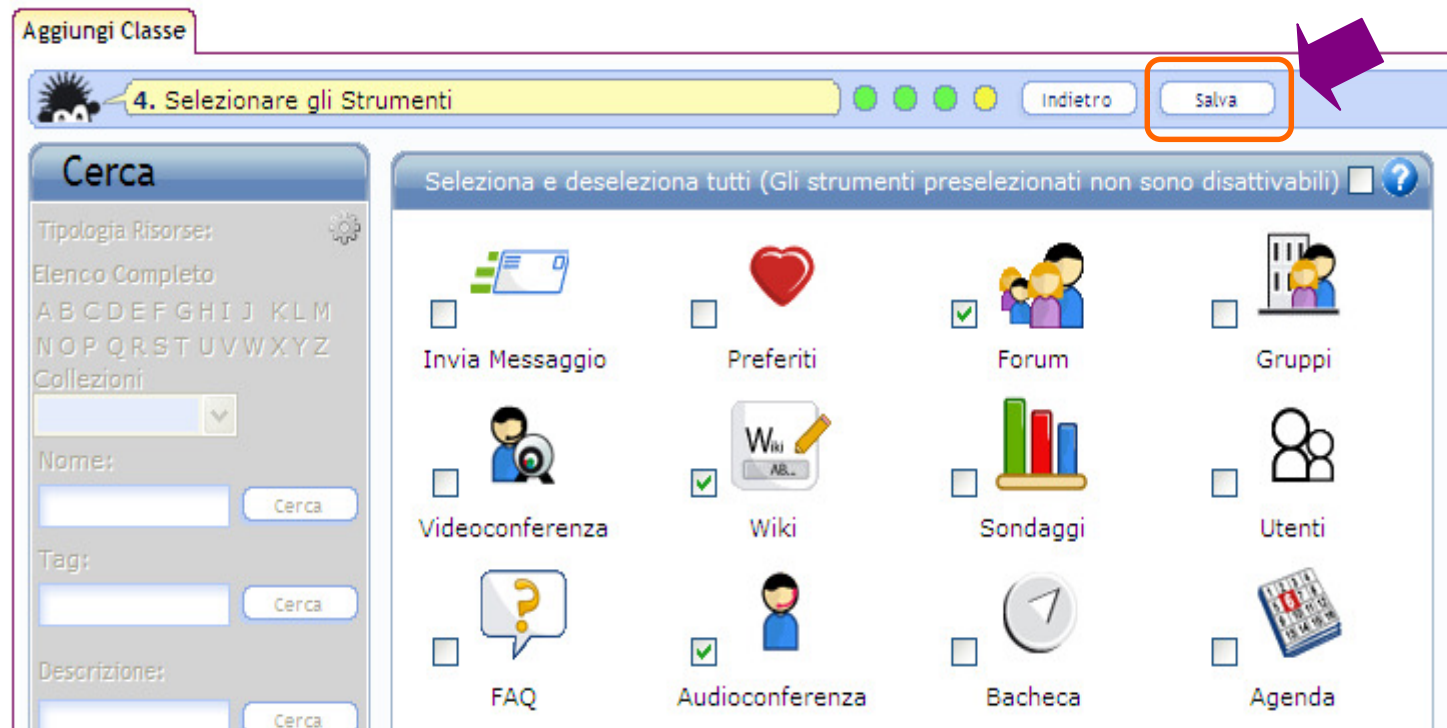 Aggiungi Classe
4. Selezionare gli Strumenti
Indietro
Salva
Cerca
Tipologia Risorse:
Elenco Completo
A B C D E F G H I J K L M
N O P Q R S T U V W X Y Z
Collezioni
Nome:
Cerca
Tag:
Cerca
Descrizione:
Cerca
Seleziona e deseleziona tutti (Gli strumenti preselezionati non sono disattivabili)
Invia Messaggio
Preferiti
Forum
Gruppi
Wiki
AB...
Videoconferenza
Wiki
Sondaggi
Utenti
FAQ
Audioconferenza
Bacheca
Agenda